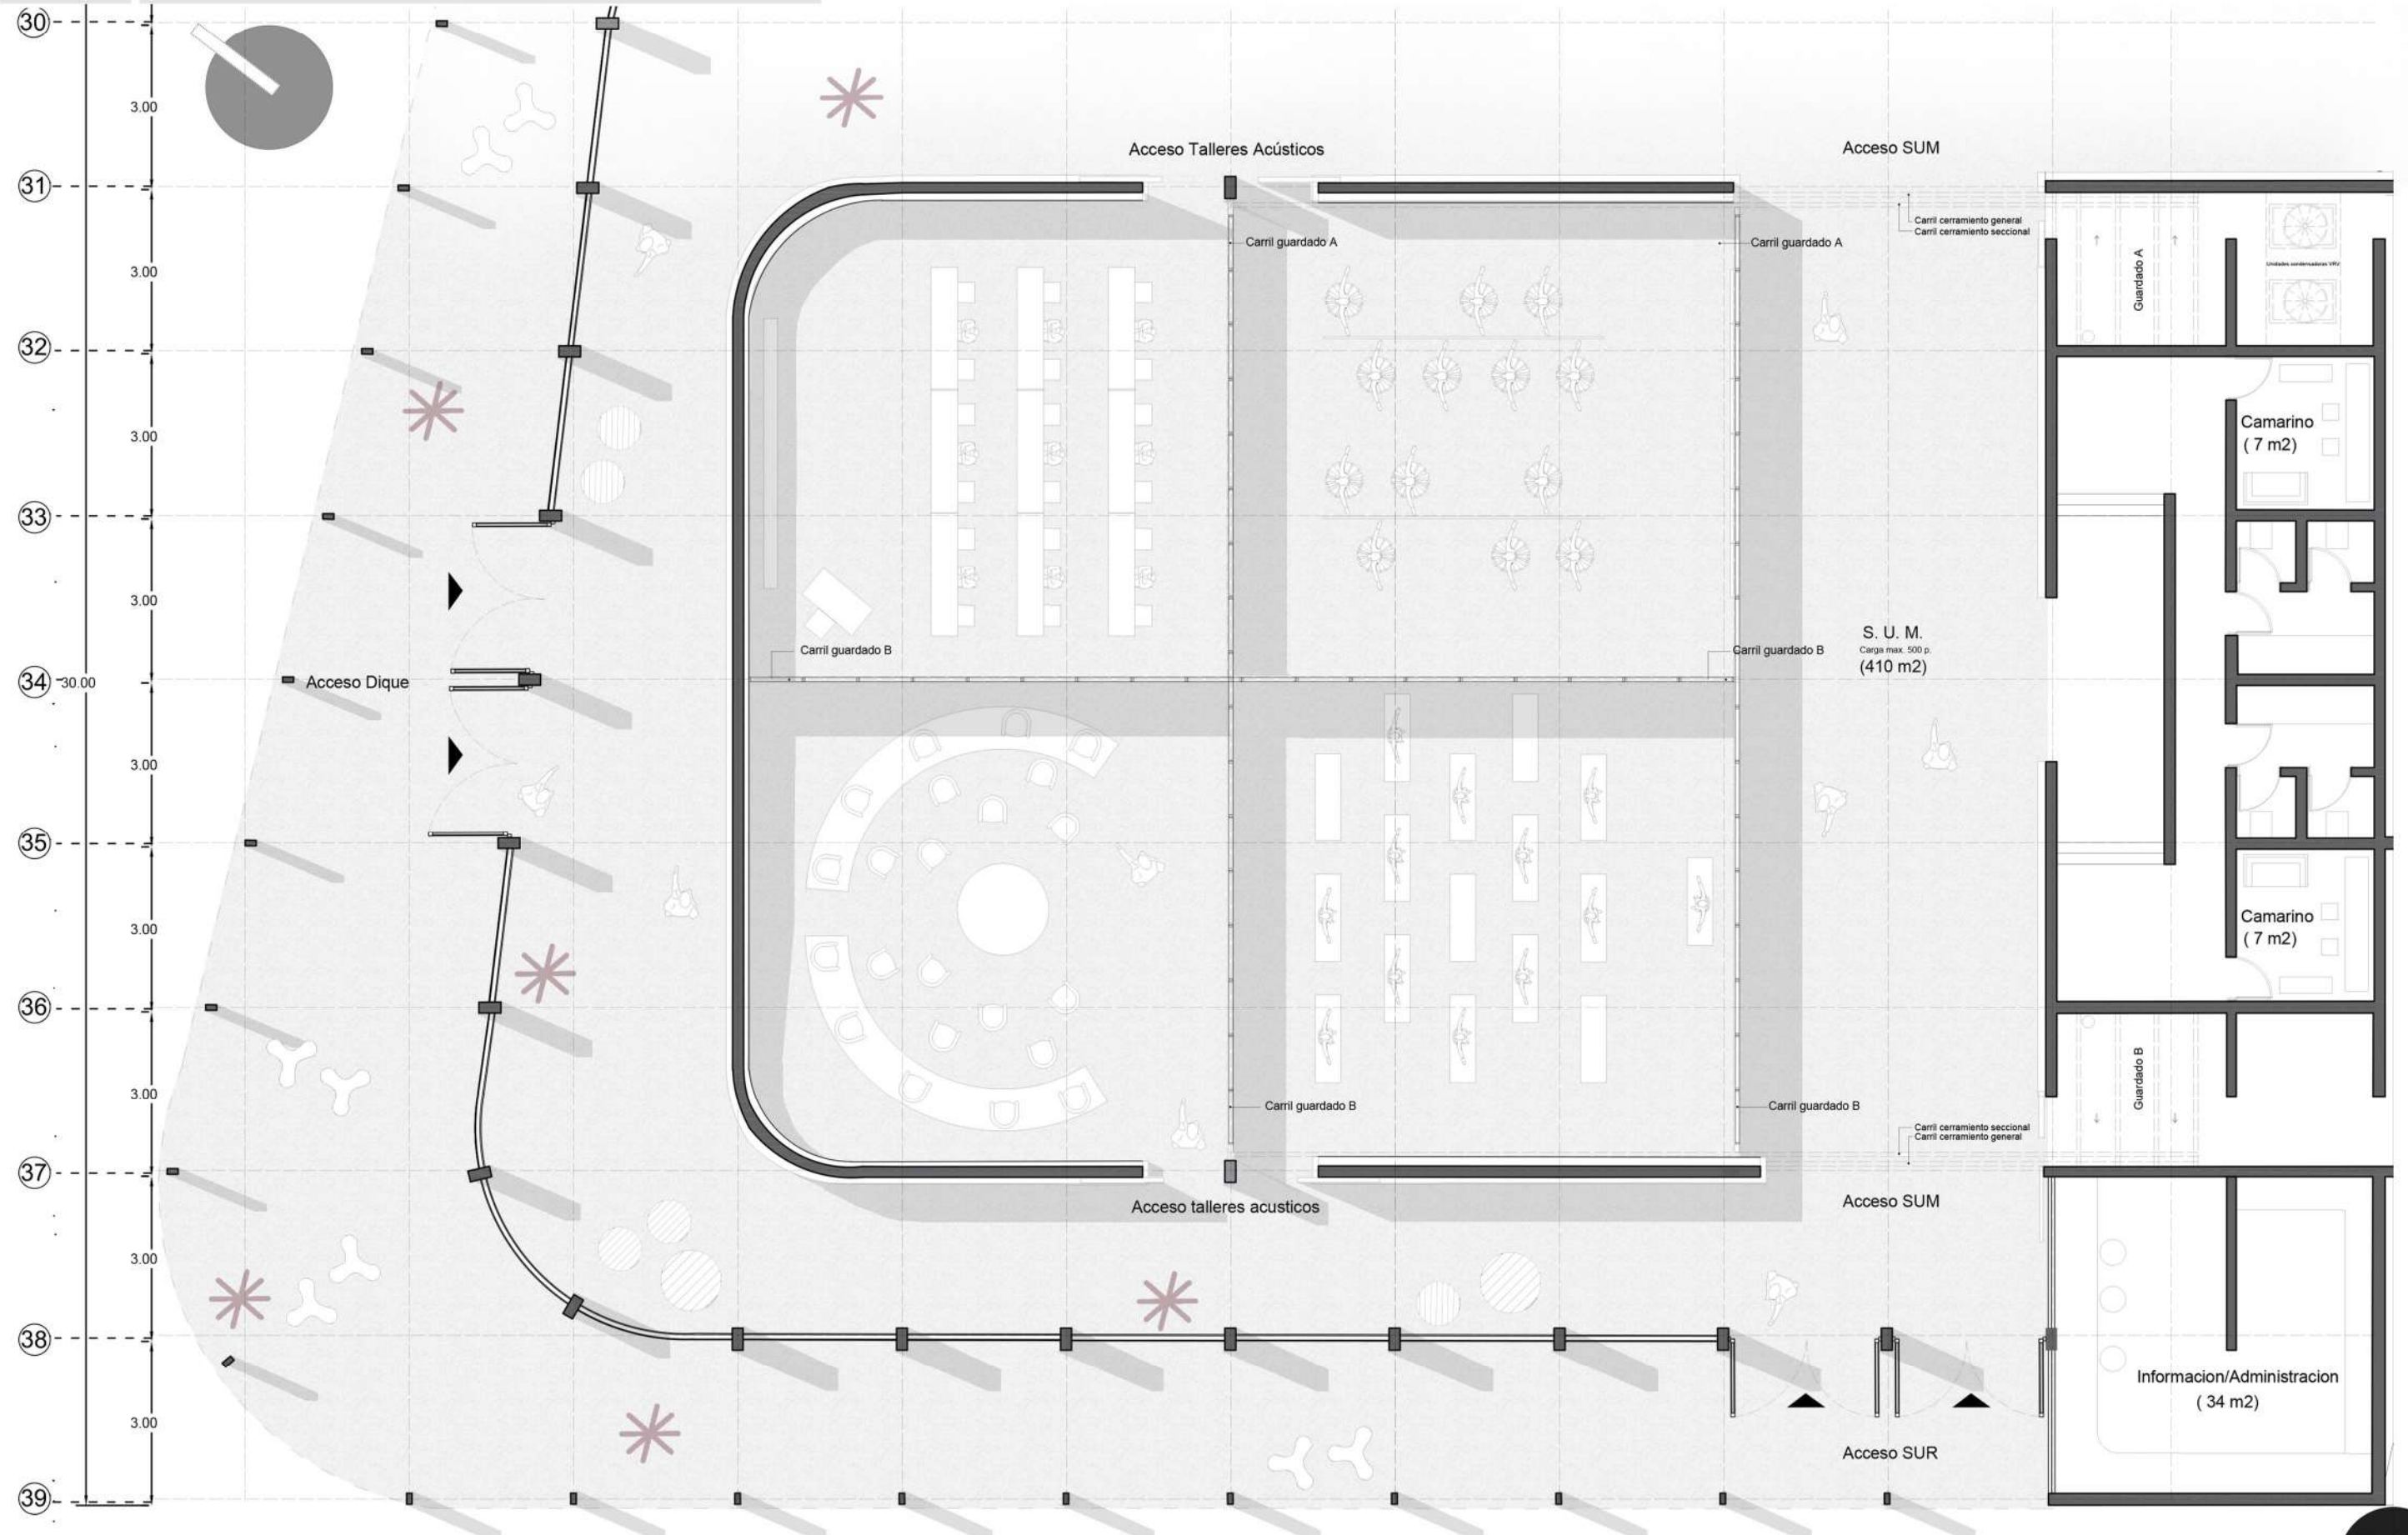 30
3.00
Acceso Talleres Acústicos
Acceso SUM
31
Carril cerramiento general
Carril cerramiento seccional
Carril guardado A
Carril guardado A
Guardado A
Unidades condensadoras VRV
3.00
32
Camarino
( 7 m2)
3.00
33
3.00
S. U. M.
Carga max. 500 p.
(410 m2)
Carril guardado B
Carril guardado B
34
30.00
Acceso Dique
3.00
35
Camarino
( 7 m2)
3.00
36
Guardado B
3.00
Carril guardado B
Carril guardado B
Carril cerramiento seccional
Carril cerramiento general
37
Acceso talleres acusticos
Acceso SUM
3.00
38
Informacion/Administracion
( 34 m2)
3.00
Acceso SUR
39